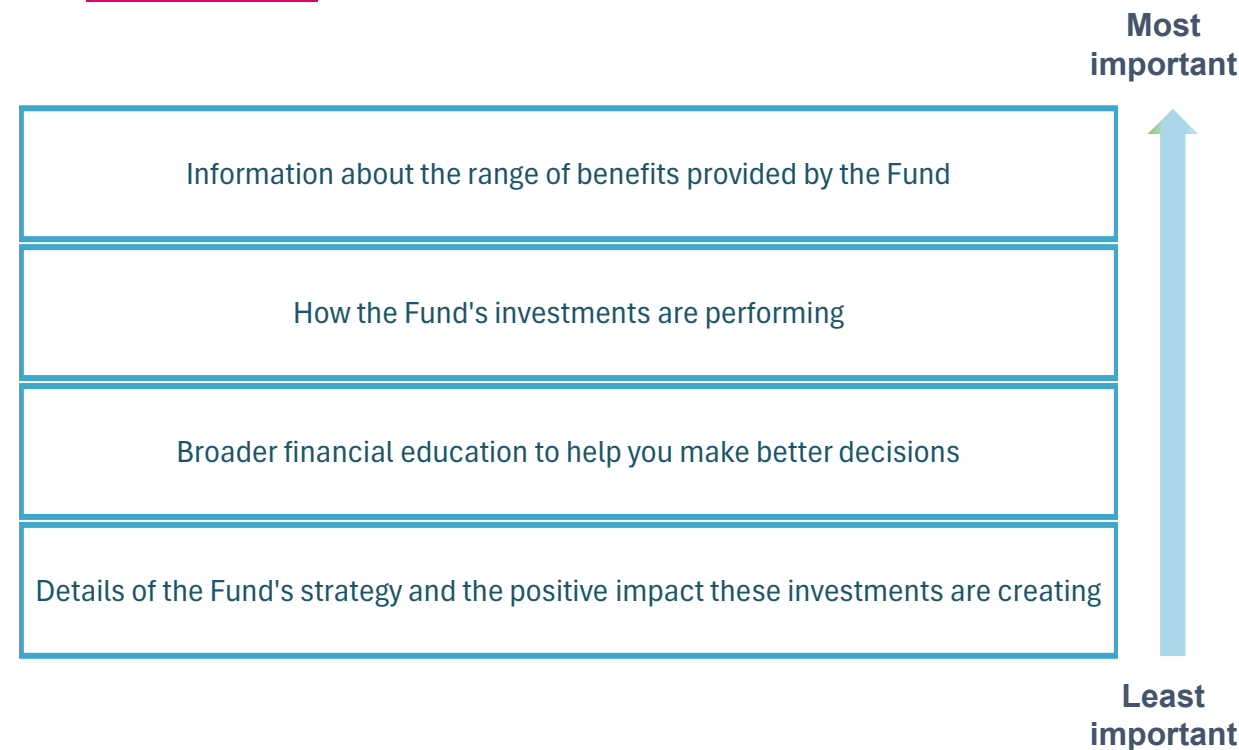 Most
important
Information about the range of benefits provided by the Fund
How the Fund's investments are performing
Broader financial education to help you make better decisions
Details of the Fund's strategy and the positive impact these investments are creating
Least
important